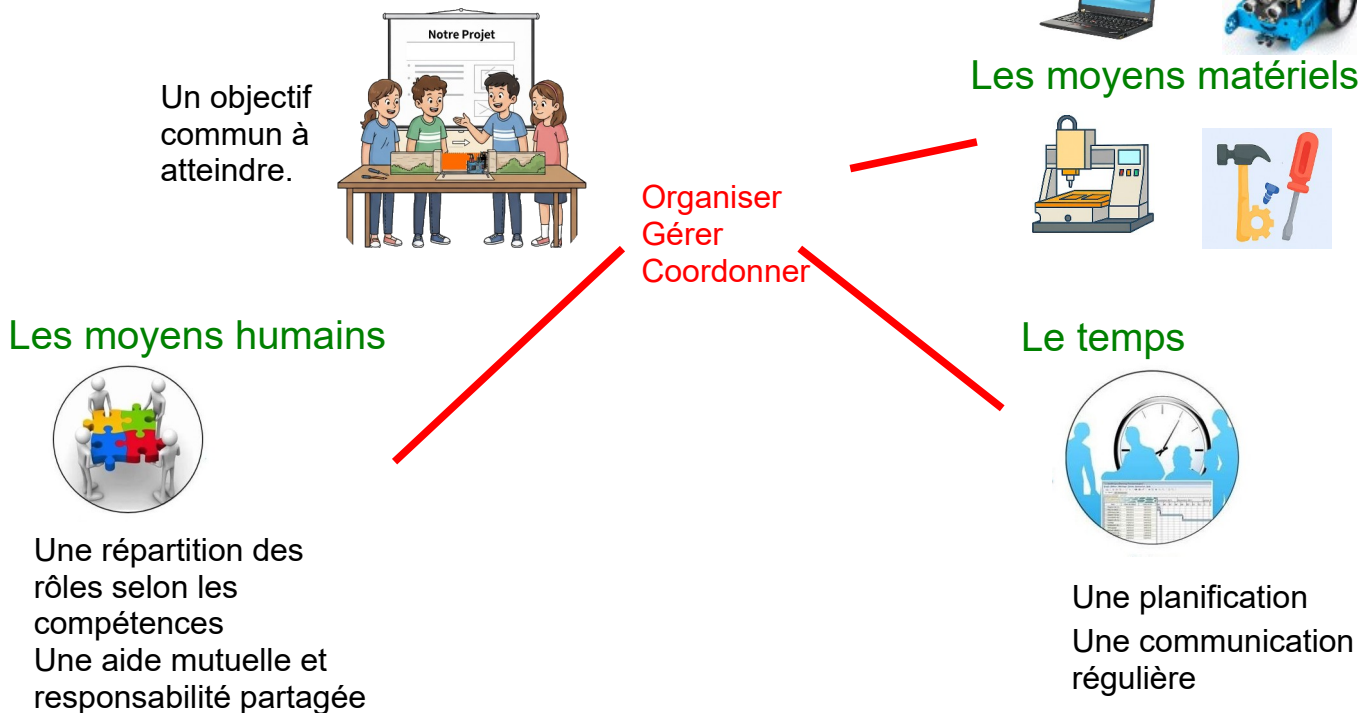 Notre Projet
Un objectif
commun à
atteindre.
Les moyens matériels
Organiser
Gérer
Coordonner
Les moyens humains
Le temps
Une répartition des
rôles selon les
compétences
Une aide mutuelle et
responsabilité partagée
Une planification
Une communication
régulière